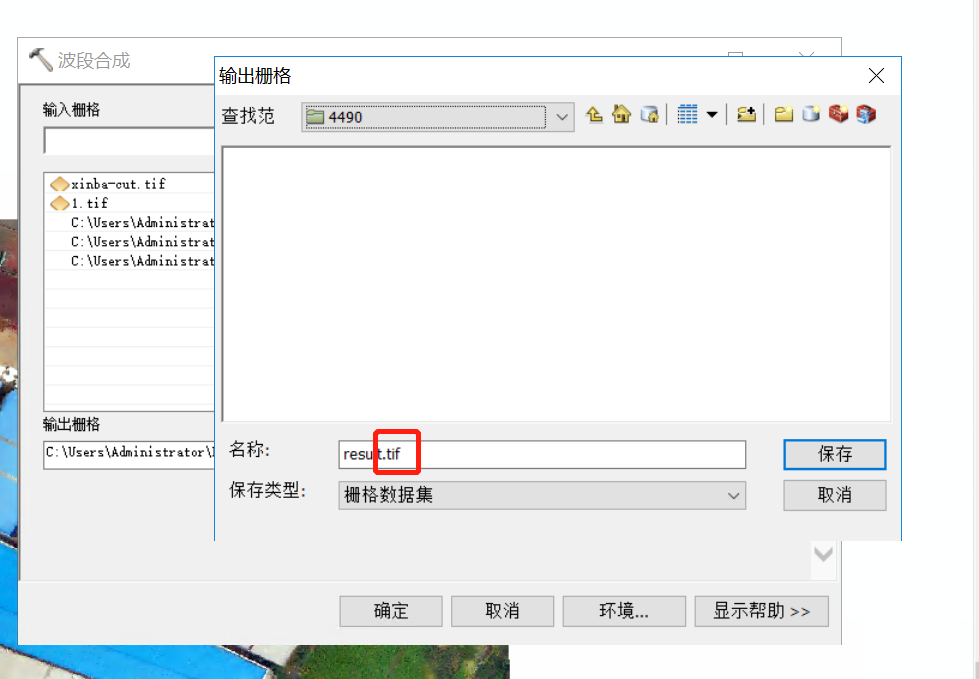 波段合成
输出栅格
输入栅格
查找范
4490
xinba-cut.tif
1.tif
C:\Users\Administrat
C:\Users\Administrat
C:\Users\Administrat
输出栅格
C:\Users\Administrator\
名称:
result.tif
保存
保存类型:
栅格数据集
取消
确定
取消
环境...
显示帮助 >>